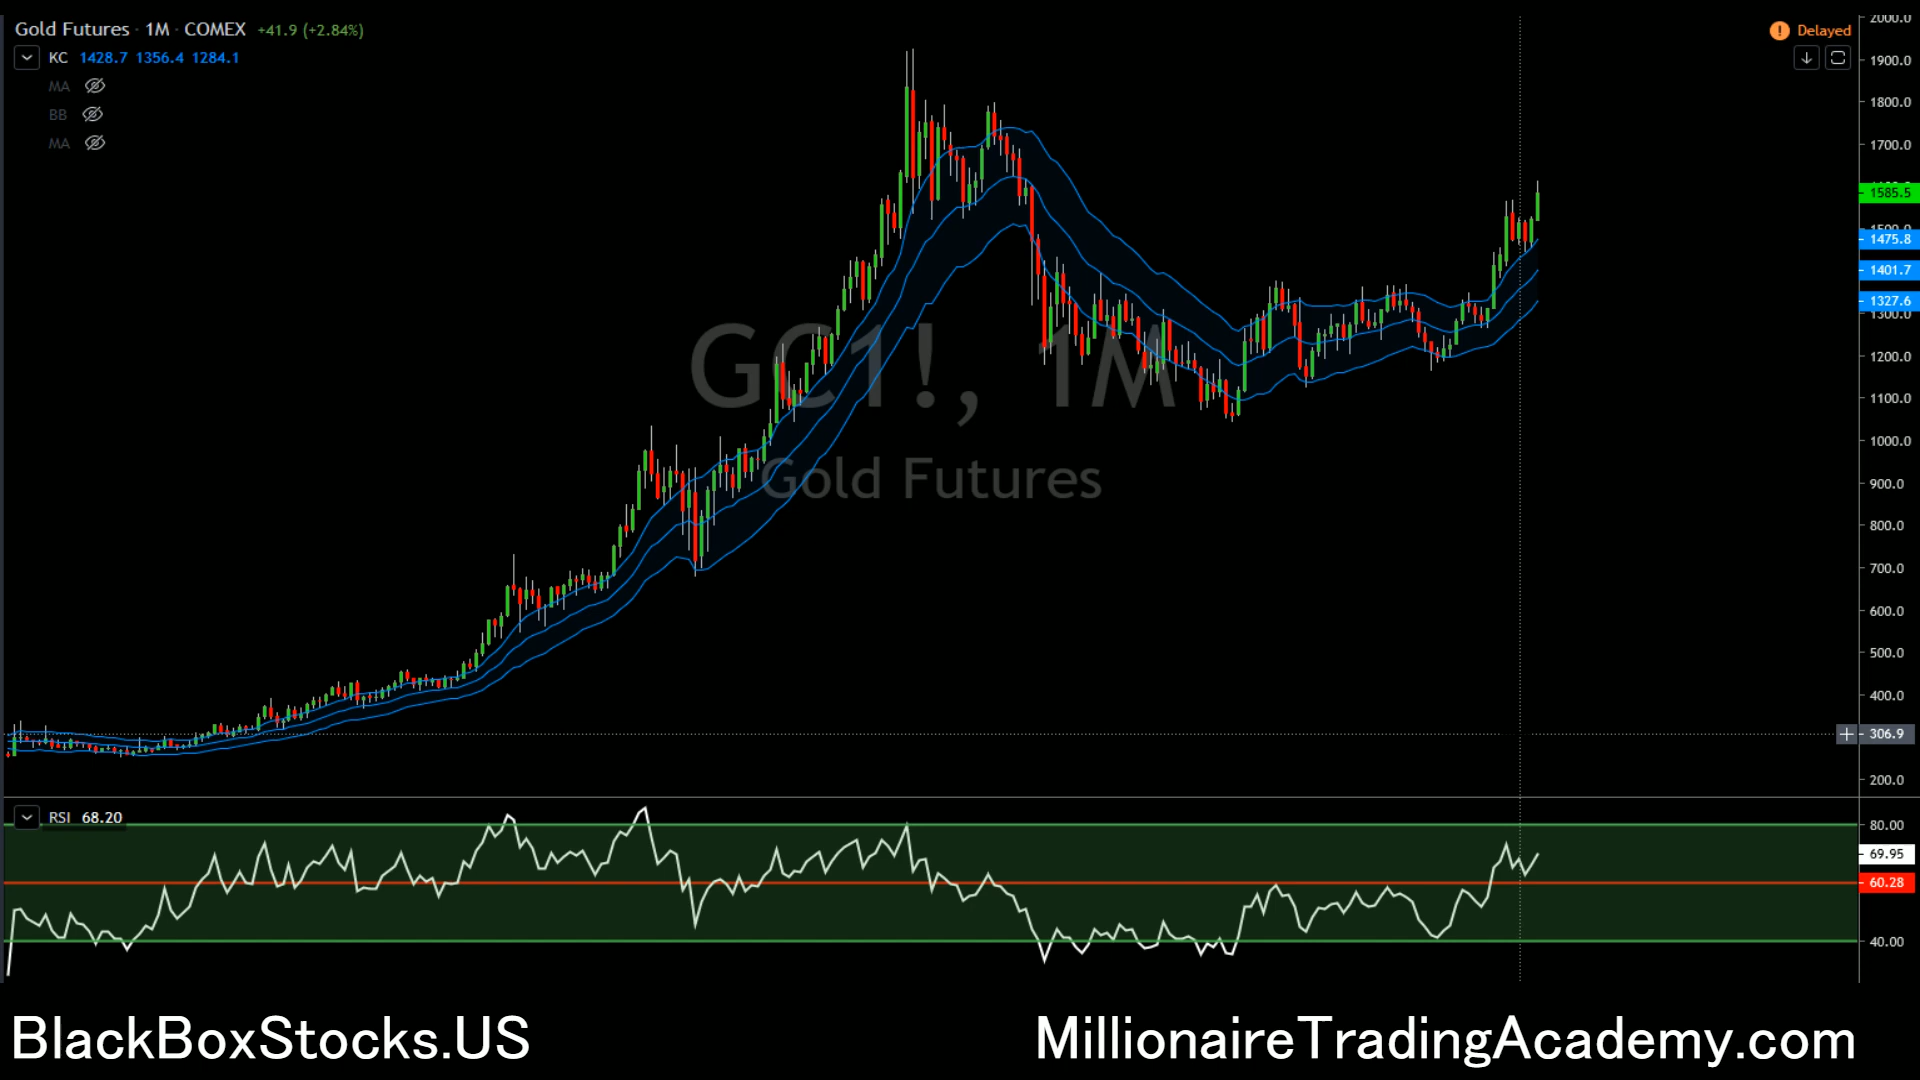 Gold Futures · 1M · COMEX +41.9 (+2.84%)
KC 1428.7 1356.4 1284.1
MA
BB
MA
Delayed
2000.0
1900.0
1800.0
1700.0
1585.5
1500.0
1475.8
1401.7
1327.6
1300.0
1200.0
1100.0
1000.0
900.0
800.0
700.0
600.0
500.0
400.0
306.9
200.0
GC1!, 1M
Gold Futures
RSI 68.20
80.00
69.95
60.28
40.00
BlackBoxStocks.US
MillionaireTradingAcademy.com